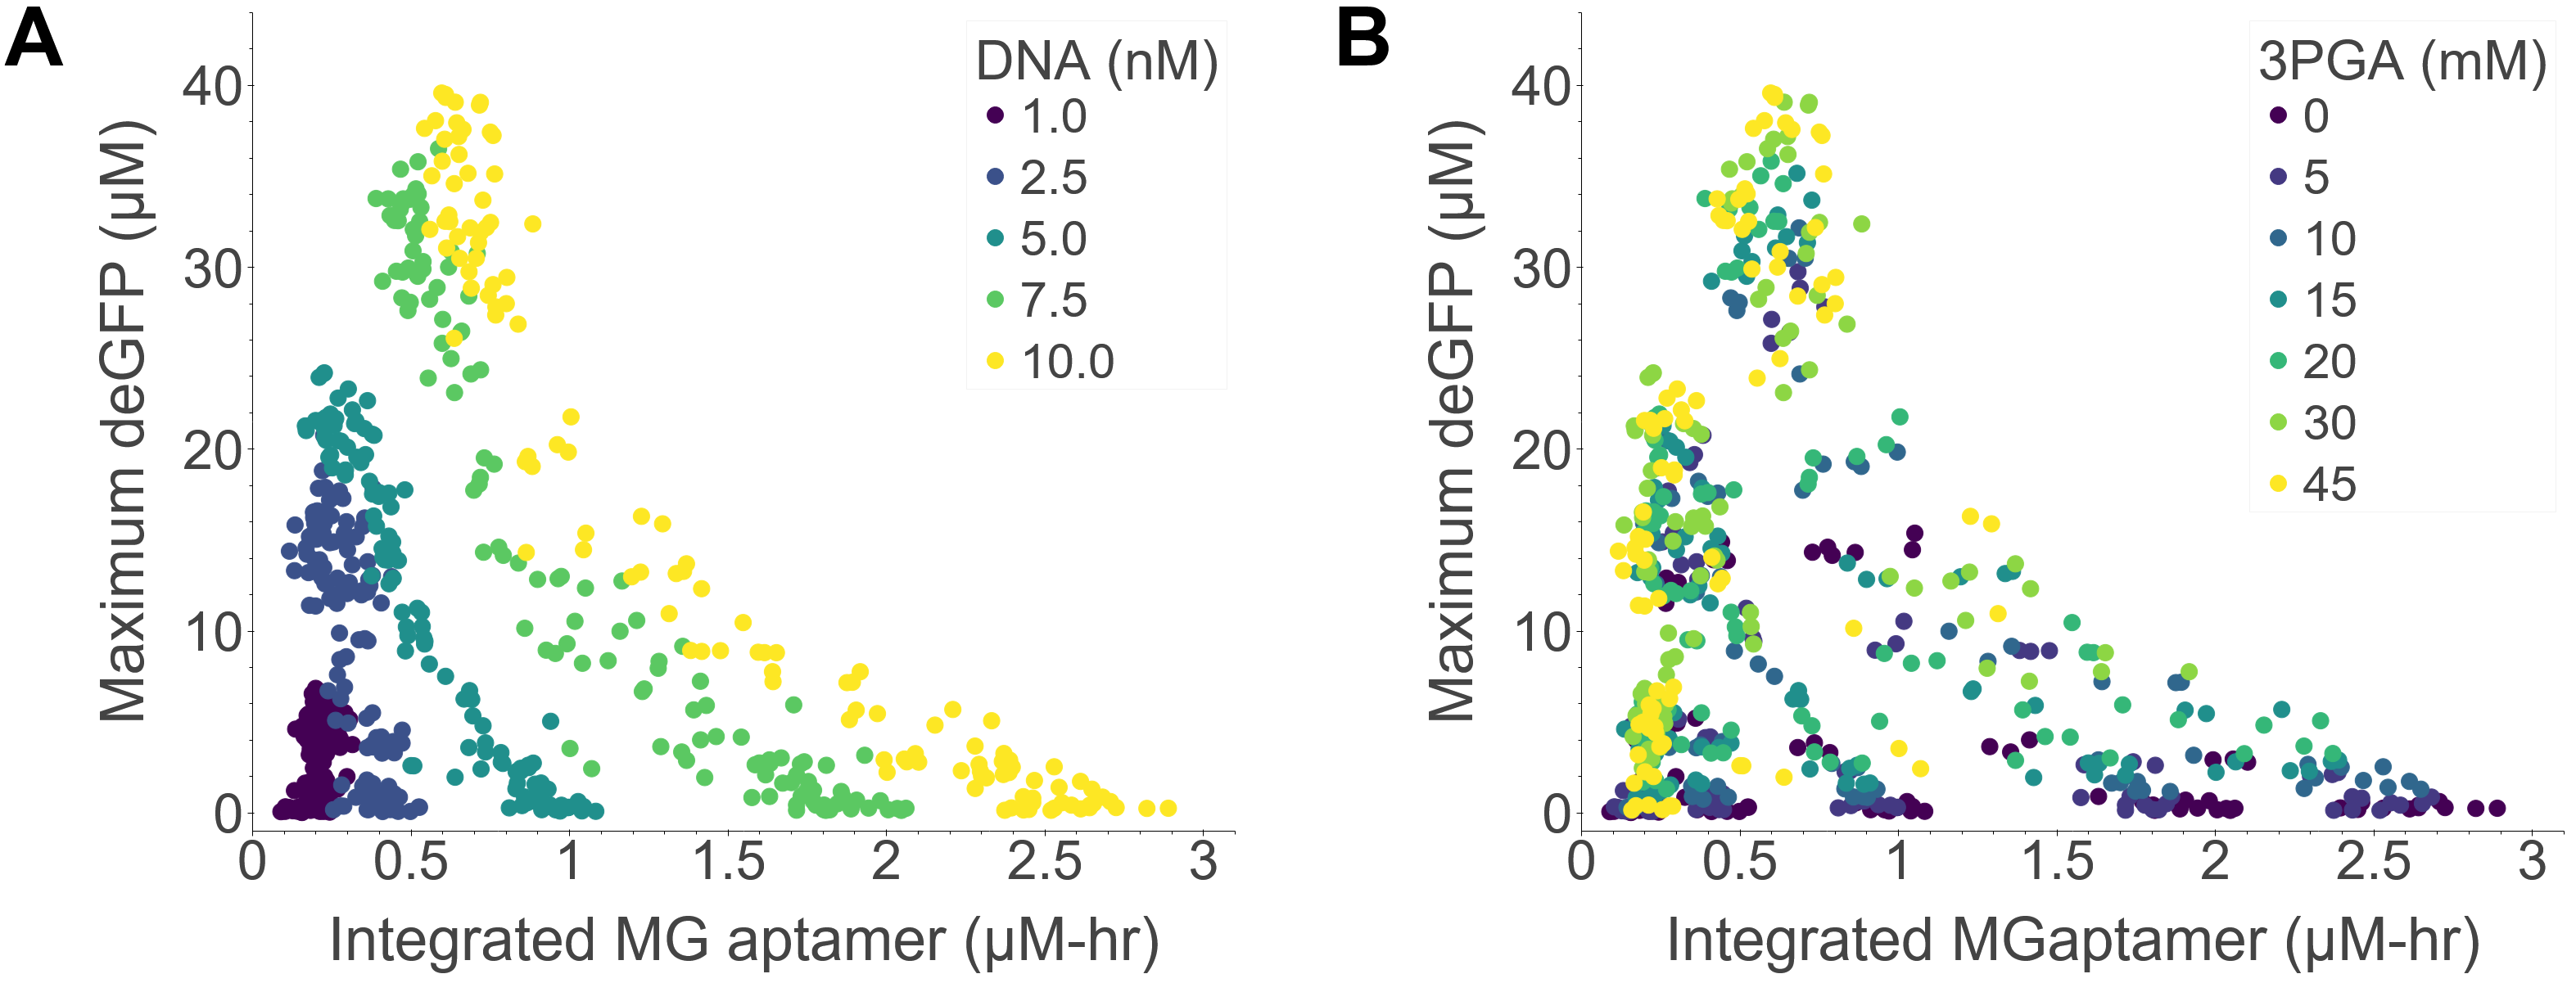 A
Maximum deGFP (µM)
40
30
20
10
0
0 0.5 1 1.5 2 2.5 3
Integrated MG aptamer (µM-hr)
DNA (nM)
1.0
2.5
5.0
7.5
10.0
B
Maximum deGFP (µM)
40
30
20
10
0
0 0.5 1 1.5 2 2.5 3
Integrated MGaptamer (µM-hr)
3PGA (mM)
0
5
10
15
20
30
45